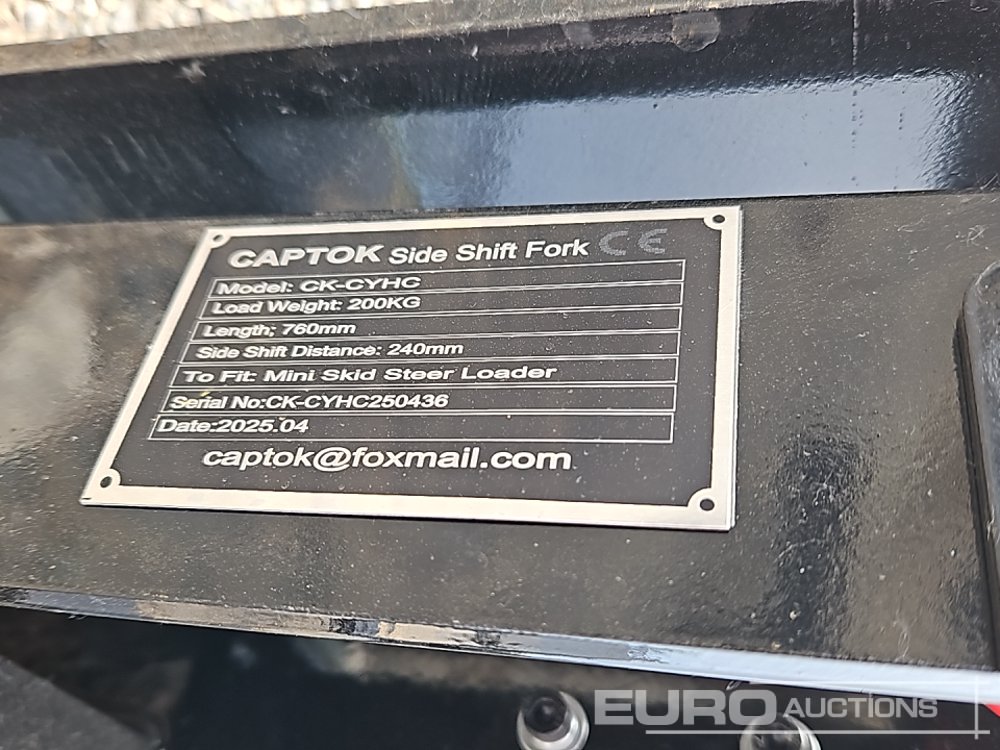 CAPTOK Side Shift Fork CE
Model: CK-CYHC
Load Weight: 200KG
Length; 760mm
Side Shift Distance: 240mm
To Fit: Mini Skid Steer Loader
Serial No:CK-CYHC250436
Date:2025.04
captok@foxmail.com
EURO AUCTIONS